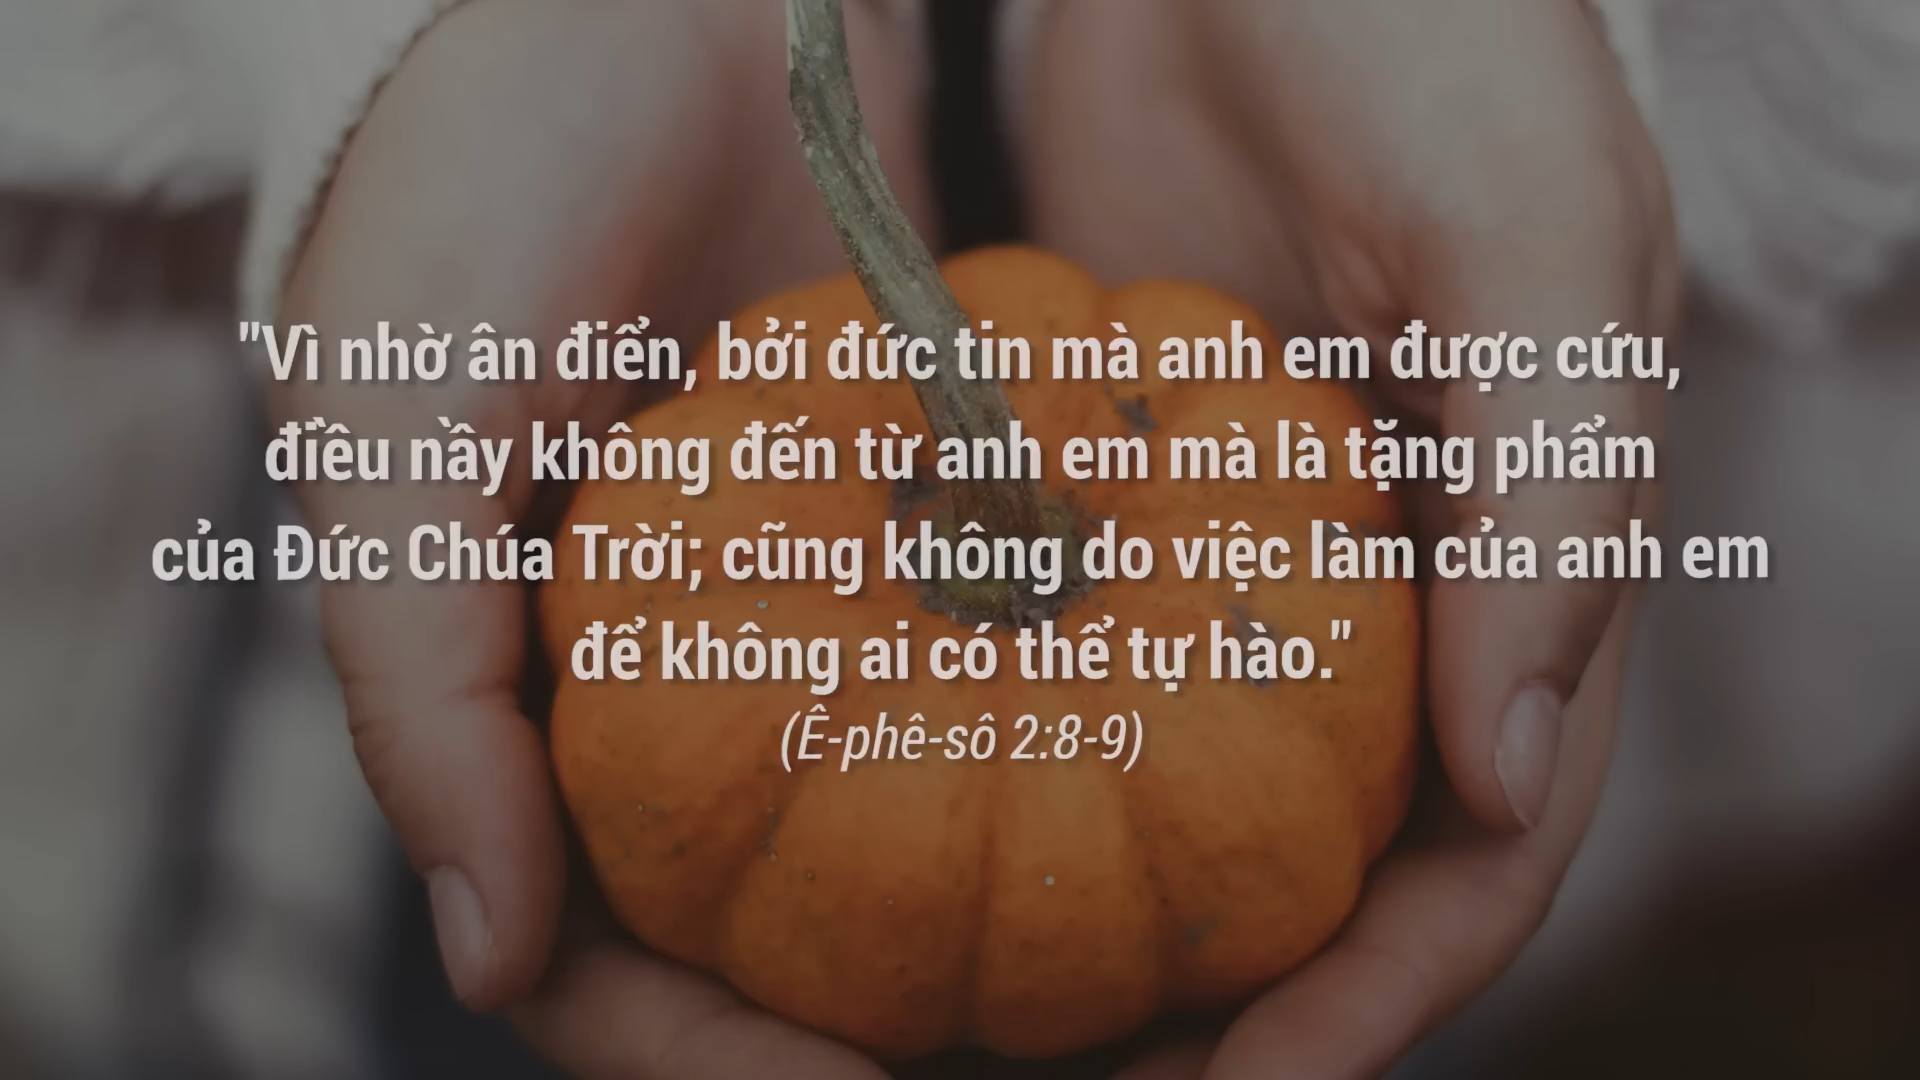 "Vì nhờ ân điển, bởi đức tin mà anh em được cứu,
điều nầy không đến từ anh em mà là tặng phẩm
của Đức Chúa Trời; cũng không do việc làm của anh em
để không ai có thể tự hào."
(Ê-phê-sô 2:8-9)